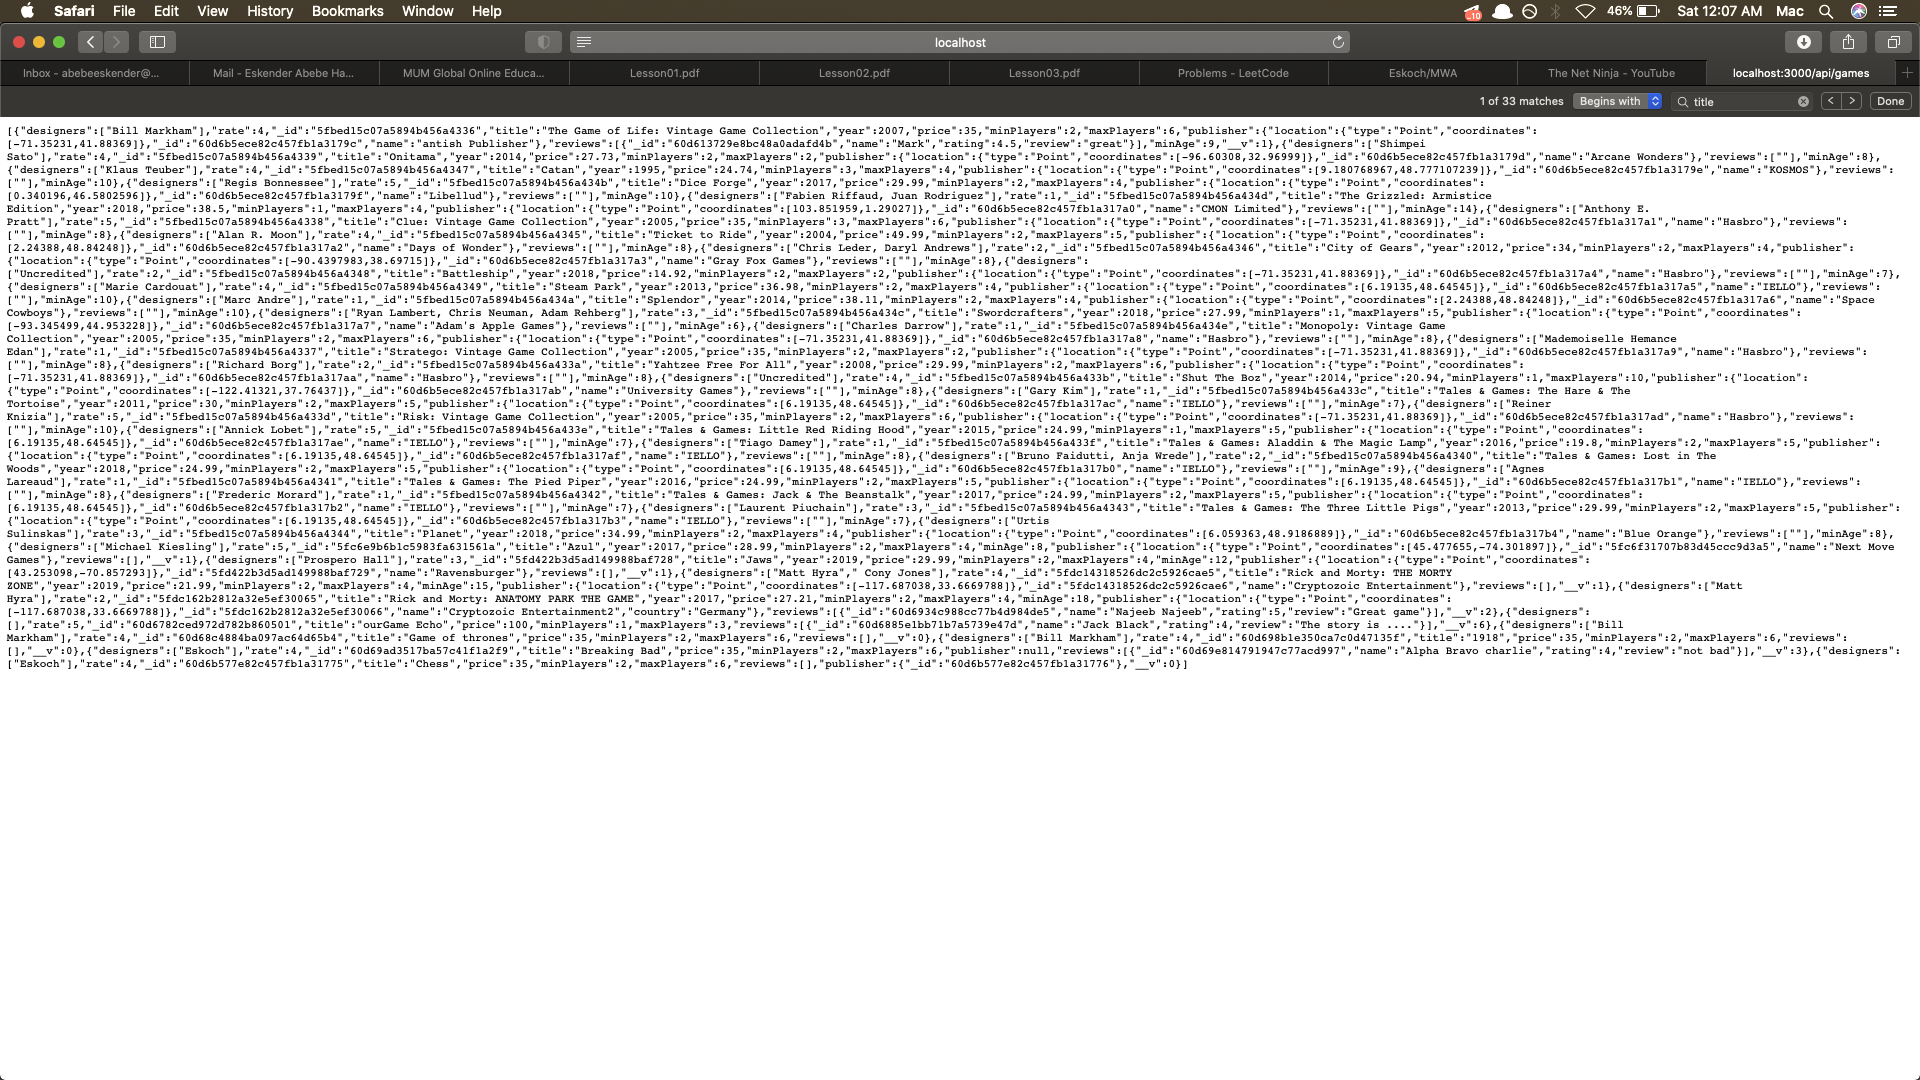 Safari File Edit View History Bookmarks Window Help 10 46% Sat 12:07 AM Mac
localhost
Inbox - abebeeskender@... Mail - Eskender Abebe Ha... MUM Global Online Educa... Lesson01.pdf Lesson02.pdf Lesson03.pdf Problems - LeetCode Eskoch/MWA The Net Ninja - YouTube localhost:3000/api/games
1 of 33 matches Begins with title Done
[{"designers":["Bill Markham"],"rate":4,"_id":"5fbed15c07a5894b456a4336","title":"The Game of Life: Vintage Game Collection","year":2007,"price":35,"minPlayers":2,"maxPlayers":6,"publisher":{"location":{"type":"Point","coordinates":
[-71.35231,41.88369]},"_id":"60d6b5ece82c457fb1a3179c","name":"antish Publisher"},"reviews":[{"_id":"60d613729e8bc48a0adafd4b","name":"Mark","rating":4.5,"review":"great"}],"minAge":9,"__v":1},{"designers":["Shimpei
Sato"],"rate":4,"_id":"5fbed15c07a5894b456a4339","title":"Onitama","year":2014,"price":27.73,"minPlayers":2,"maxPlayers":2,"publisher":{"location":{"type":"Point","coordinates":[-96.60308,32.96999]},"_id":"60d6b5ece82c457fb1a3179d","name":"Arcane Wonders"},"reviews":[""],"minAge":8},
{"designers":["Klaus Teuber"],"rate":4,"_id":"5fbed15c07a5894b456a4347","title":"Catan","year":1995,"price":24.74,"minPlayers":3,"maxPlayers":4,"publisher":{"location":{"type":"Point","coordinates":[9.180768967,48.777107239]},"_id":"60d6b5ece82c457fb1a3179e","name":"KOSMOS"},"reviews":
[""],"minAge":10},{"designers":["Regis Bonnessee"],"rate":5,"_id":"5fbed15c07a5894b456a434b","title":"Dice Forge","year":2017,"price":29.99,"minPlayers":2,"maxPlayers":4,"publisher":{"location":{"type":"Point","coordinates":
[0.340196,46.5802596]},"_id":"60d6b5ece82c457fb1a3179f","name":"Libellud"},"reviews":[""],"minAge":10},{"designers":["Fabien Riffaud, Juan Rodriguez"],"rate":1,"_id":"5fbed15c07a5894b456a434d","title":"The Grizzled: Armistice
Edition","year":2018,"price":38.5,"minPlayers":1,"maxPlayers":4,"publisher":{"location":{"type":"Point","coordinates":[103.851959,1.29027]},"_id":"60d6b5ece82c457fb1a317a0","name":"CMON Limited"},"reviews":[""],"minAge":14},{"designers":["Anthony E.
Pratt"],"rate":5,"_id":"5fbed15c07a5894b456a4338","title":"Clue: Vintage Game Collection","year":2005,"price":35,"minPlayers":3,"maxPlayers":6,"publisher":{"location":{"type":"Point","coordinates":[-71.35231,41.88369]},"_id":"60d6b5ece82c457fb1a317a1","name":"Hasbro"},"reviews":
[""],"minAge":8},{"designers":["Alan R. Moon"],"rate":4,"_id":"5fbed15c07a5894b456a4345","title":"Ticket to Ride","year":2004,"price":49.99,"minPlayers":2,"maxPlayers":5,"publisher":{"location":{"type":"Point","coordinates":
[2.24388,48.84248]},"_id":"60d6b5ece82c457fb1a317a2","name":"Days of Wonder"},"reviews":[""],"minAge":8},{"designers":["Chris Leder, Daryl Andrews"],"rate":2,"_id":"5fbed15c07a5894b456a4346","title":"City of Gears","year":2012,"price":34,"minPlayers":2,"maxPlayers":4,"publisher":
{"location":{"type":"Point","coordinates":[-90.4397983,38.69715]},"_id":"60d6b5ece82c457fb1a317a3","name":"Gray Fox Games"},"reviews":[""],"minAge":8},{"designers":
["Uncredited"],"rate":2,"_id":"5fbed15c07a5894b456a4348","title":"Battleship","year":2018,"price":14.92,"minPlayers":2,"maxPlayers":2,"publisher":{"location":{"type":"Point","coordinates":[-71.35231,41.88369]},"_id":"60d6b5ece82c457fb1a317a4","name":"Hasbro"},"reviews":[""],"minAge":7},
{"designers":["Marie Cardouat"],"rate":4,"_id":"5fbed15c07a5894b456a4349","title":"Steam Park","year":2013,"price":36.98,"minPlayers":2,"maxPlayers":4,"publisher":{"location":{"type":"Point","coordinates":[6.19135,48.64545]},"_id":"60d6b5ece82c457fb1a317a5","name":"IELLO"},"reviews":
[""],"minAge":10},{"designers":["Marc Andre"],"rate":1,"_id":"5fbed15c07a5894b456a434a","title":"Splendor","year":2014,"price":38.11,"minPlayers":2,"maxPlayers":4,"publisher":{"location":{"type":"Point","coordinates":[2.24388,48.84248]},"_id":"60d6b5ece82c457fb1a317a6","name":"Space
Cowboys"},"reviews":[""],"minAge":10},{"designers":["Ryan Lambert, Chris Neuman, Adam Rehberg"],"rate":3,"_id":"5fbed15c07a5894b456a434c","title":"Swordcrafters","year":2018,"price":27.99,"minPlayers":1,"maxPlayers":5,"publisher":{"location":{"type":"Point","coordinates":
[-93.345499,44.953228]},"_id":"60d6b5ece82c457fb1a317a7","name":"Adam's Apple Games"},"reviews":[""],"minAge":6},{"designers":["Charles Darrow"],"rate":1,"_id":"5fbed15c07a5894b456a434e","title":"Monopoly: Vintage Game
Collection","year":2005,"price":35,"minPlayers":2,"maxPlayers":6,"publisher":{"location":{"type":"Point","coordinates":[-71.35231,41.88369]},"_id":"60d6b5ece82c457fb1a317a8","name":"Hasbro"},"reviews":[""],"minAge":8},{"designers":["Mademoiselle Hemance
Edan"],"rate":1,"_id":"5fbed15c07a5894b456a4337","title":"Stratego: Vintage Game Collection","year":2005,"price":35,"minPlayers":2,"maxPlayers":2,"publisher":{"location":{"type":"Point","coordinates":[-71.35231,41.88369]},"_id":"60d6b5ece82c457fb1a317a9","name":"Hasbro"},"reviews":
[""],"minAge":8},{"designers":["Richard Borg"],"rate":2,"_id":"5fbed15c07a5894b456a433a","title":"Yahtzee Free For All","year":2008,"price":29.99,"minPlayers":2,"maxPlayers":6,"publisher":{"location":{"type":"Point","coordinates":
[-71.35231,41.88369]},"_id":"60d6b5ece82c457fb1a317aa","name":"Hasbro"},"reviews":[""],"minAge":8},{"designers":["Uncredited"],"rate":4,"_id":"5fbed15c07a5894b456a433b","title":"Shut The Boz","year":2014,"price":20.94,"minPlayers":1,"maxPlayers":10,"publisher":{"location":
{"type":"Point","coordinates":[-122.41321,37.76437]},"_id":"60d6b5ece82c457fb1a317ab","name":"University Games"},"reviews":[""],"minAge":8},{"designers":["Gary Kim"],"rate":1,"_id":"5fbed15c07a5894b456a433c","title":"Tales & Games: The Hare & The
Tortoise","year":2011,"price":30,"minPlayers":2,"maxPlayers":5,"publisher":{"location":{"type":"Point","coordinates":[6.19135,48.64545]},"_id":"60d6b5ece82c457fb1a317ac","name":"IELLO"},"reviews":[""],"minAge":7},{"designers":["Reiner
Knizia"],"rate":5,"_id":"5fbed15c07a5894b456a433d","title":"Risk: Vintage Game Collection","year":2005,"price":35,"minPlayers":2,"maxPlayers":6,"publisher":{"location":{"type":"Point","coordinates":[-71.35231,41.88369]},"_id":"60d6b5ece82c457fb1a317ad","name":"Hasbro"},"reviews":
[""],"minAge":10},{"designers":["Annick Lobet"],"rate":5,"_id":"5fbed15c07a5894b456a433e","title":"Tales & Games: Little Red Riding Hood","year":2015,"price":24.99,"minPlayers":1,"maxPlayers":5,"publisher":{"location":{"type":"Point","coordinates":
[6.19135,48.64545]},"_id":"60d6b5ece82c457fb1a317ae","name":"IELLO"},"reviews":[""],"minAge":7},{"designers":["Tiago Damey"],"rate":1,"_id":"5fbed15c07a5894b456a433f","title":"Tales & Games: Aladdin & The Magic Lamp","year":2016,"price":19.8,"minPlayers":2,"maxPlayers":5,"publisher":
{"location":{"type":"Point","coordinates":[6.19135,48.64545]},"_id":"60d6b5ece82c457fb1a317af","name":"IELLO"},"reviews":[""],"minAge":8},{"designers":["Bruno Faidutti, Anja Wrede"],"rate":2,"_id":"5fbed15c07a5894b456a4340","title":"Tales & Games: Lost in The
Woods","year":2018,"price":24.99,"minPlayers":2,"maxPlayers":5,"publisher":{"location":{"type":"Point","coordinates":[6.19135,48.64545]},"_id":"60d6b5ece82c457fb1a317b0","name":"IELLO"},"reviews":[""],"minAge":9},{"designers":["Agnes
Lareaud"],"rate":1,"_id":"5fbed15c07a5894b456a4341","title":"Tales & Games: The Pied Piper","year":2016,"price":24.99,"minPlayers":2,"maxPlayers":5,"publisher":{"location":{"type":"Point","coordinates":[6.19135,48.64545]},"_id":"60d6b5ece82c457fb1a317b1","name":"IELLO"},"reviews":
[""],"minAge":8},{"designers":["Frederic Morard"],"rate":1,"_id":"5fbed15c07a5894b456a4342","title":"Tales & Games: Jack & The Beanstalk","year":2017,"price":24.99,"minPlayers":2,"maxPlayers":5,"publisher":{"location":{"type":"Point","coordinates":
[6.19135,48.64545]},"_id":"60d6b5ece82c457fb1a317b2","name":"IELLO"},"reviews":[""],"minAge":7},{"designers":["Laurent Piuchain"],"rate":3,"_id":"5fbed15c07a5894b456a4343","title":"Tales & Games: The Three Little Pigs","year":2013,"price":29.99,"minPlayers":2,"maxPlayers":5,"publisher":
{"location":{"type":"Point","coordinates":[6.19135,48.64545]},"_id":"60d6b5ece82c457fb1a317b3","name":"IELLO"},"reviews":[""],"minAge":7},{"designers":["Urtis
Sulinskas"],"rate":3,"_id":"5fbed15c07a5894b456a4344","title":"Planet","year":2018,"price":34.99,"minPlayers":2,"maxPlayers":4,"publisher":{"location":{"type":"Point","coordinates":[6.059363,48.9186889]},"_id":"60d6b5ece82c457fb1a317b4","name":"Blue Orange"},"reviews":[""],"minAge":8},
{"designers":["Michael Kiesling"],"rate":5,"_id":"5fc6e9b6b1c5983fa631561a","title":"Azul","year":2017,"price":28.99,"minPlayers":2,"maxPlayers":4,"minAge":8,"publisher":{"location":{"type":"Point","coordinates":[45.477655,-74.301897]},"_id":"5fc6f31707b83d45ccc9d3a5","name":"Next Move
Games"},"reviews":[],"__v":1},{"designers":["Prospero Hall"],"rate":3,"_id":"5fd422b3d5ad149988baf728","title":"Jaws","year":2019,"price":29.99,"minPlayers":2,"maxPlayers":4,"minAge":12,"publisher":{"location":{"type":"Point","coordinates":
[43.253098,-70.857293]},"_id":"5fd422b3d5ad149988baf729","name":"Ravensburger"},"reviews":[],"__v":1},{"designers":["Matt Hyra"," Cony Jones"],"rate":4,"_id":"5fdc14318526dc2c5926cae5","title":"Rick and Morty: THE MORTY
ZONE","year":2019,"price":21.99,"minPlayers":2,"maxPlayers":4,"minAge":15,"publisher":{"location":{"type":"Point","coordinates":[-117.687038,33.6669788]},"_id":"5fdc14318526dc2c5926cae6","name":"Cryptozoic Entertainment"},"reviews":[],"__v":1},{"designers":["Matt
Hyra"],"rate":2,"_id":"5fdc162b2812a32e5ef30065","title":"Rick and Morty: ANATOMY PARK THE GAME","year":2017,"price":27.21,"minPlayers":2,"maxPlayers":4,"minAge":18,"publisher":{"location":{"type":"Point","coordinates":
[-117.687038,33.6669788]},"_id":"5fdc162b2812a32e5ef30066","name":"Cryptozoic Entertainment2","country":"Germany"},"reviews":[{"_id":"60d6934c988cc77b4d984de5","name":"Najeeb Najeeb","rating":5,"review":"Great game"}],"__v":2},{"designers":
[],"rate":5,"_id":"60d6782ced972d782b860501","title":"ourGame Echo","price":100,"minPlayers":1,"maxPlayers":3,"reviews":[{"_id":"60d6885e1bb71b7a5739e47d","name":"Jack Black","rating":4,"review":"The story is ...."}],"__v":6},{"designers":["Bill
Markham"],"rate":4,"_id":"60d68c4884ba097ac64d65b4","title":"Game of thrones","price":35,"minPlayers":2,"maxPlayers":6,"reviews":[],"__v":0},{"designers":["Bill Markham"],"rate":4,"_id":"60d698b1e350ca7c0d47135f","title":"1918","price":35,"minPlayers":2,"maxPlayers":6,"reviews":
[],"__v":0},{"designers":["Eskoch"],"rate":4,"_id":"60d69ad3517ba57c41f1a2f9","title":"Breaking Bad","price":35,"minPlayers":2,"maxPlayers":6,"publisher":null,"reviews":[{"_id":"60d69e814791947c77acd997","name":"Alpha Bravo charlie","rating":4,"review":"not bad"}],"__v":3},{"designers":
["Eskoch"],"rate":4,"_id":"60d6b577e82c457fb1a31775","title":"Chess","price":35,"minPlayers":2,"maxPlayers":6,"reviews":[],"publisher":{"_id":"60d6b577e82c457fb1a31776"},"__v":0}]